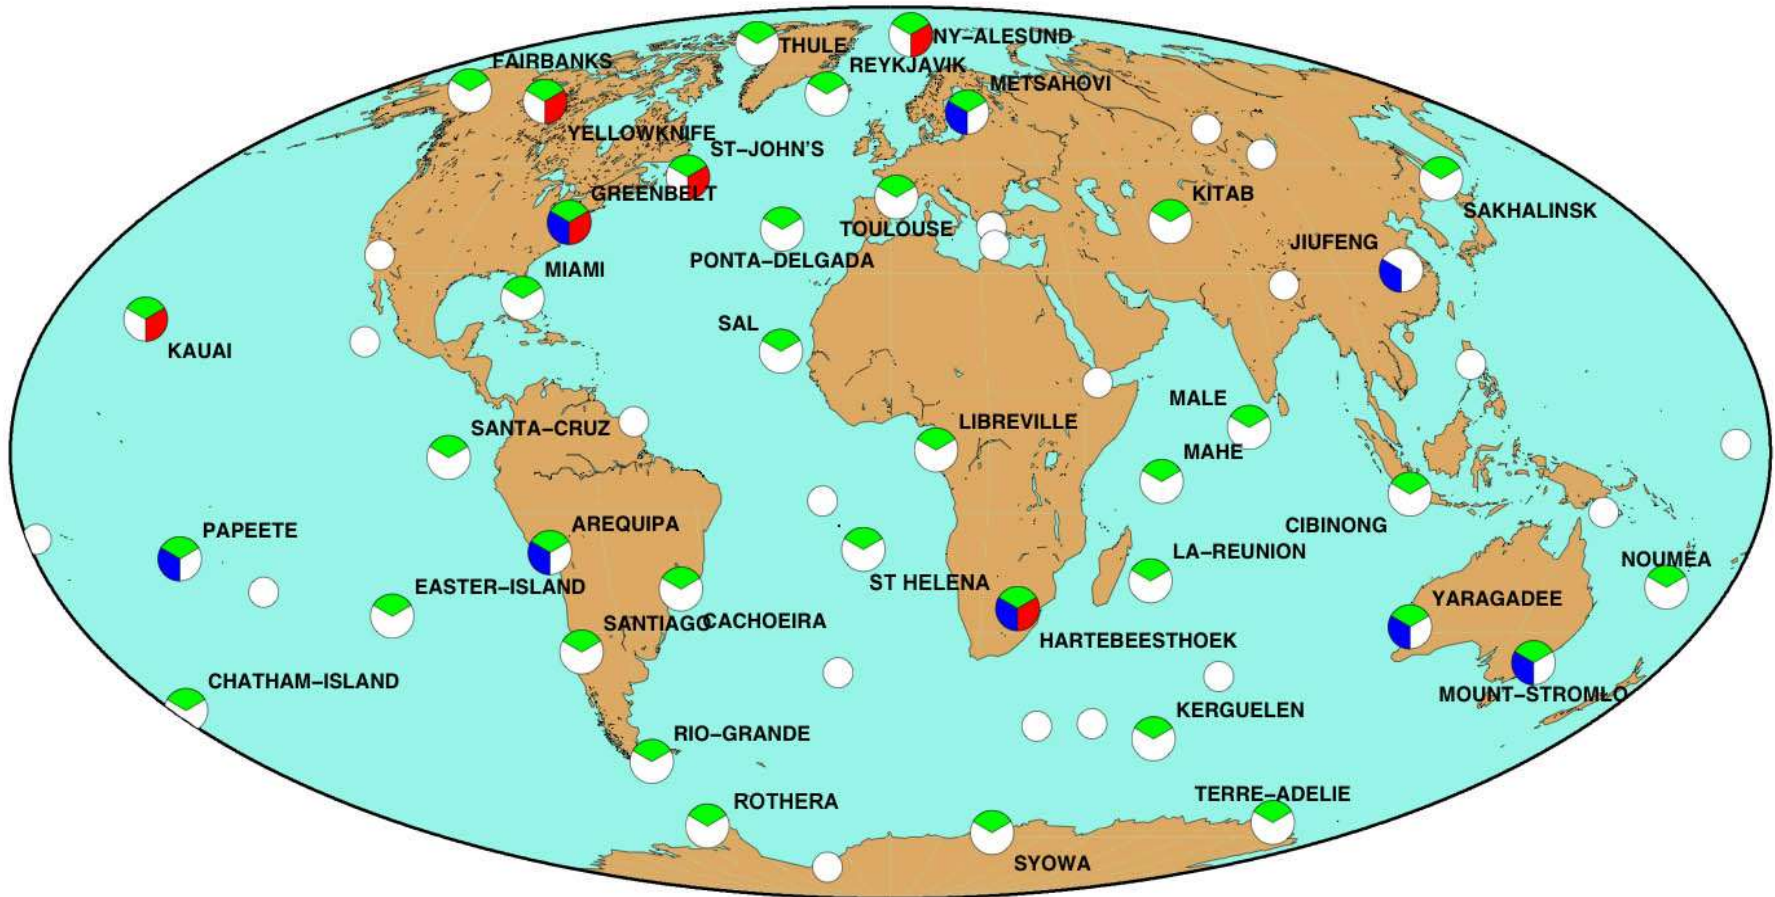 THULE
NY−ALESUND
FAIRBANKS
REYKJAVIK
METSAHOVI
YELLOWKNIFE
ST−JOHN'S
GREENBELT
KITAB
SAKHALINSK
TOULOUSE
JIUFENG
PONTA−DELGADA
MIAMI
SAL
KAUAI
MALE
LIBREVILLE
SANTA−CRUZ
MAHE
AREQUIPA
CIBINONG
PAPEETE
LA−REUNION
NOUMEA
ST HELENA
EASTER−ISLAND
YARAGADEE
SANTIAGO
CACHOEIRA
HARTEBEESTHOEK
CHATHAM−ISLAND
MOUNT−STROMLO
KERGUELEN
RIO−GRANDE
TERRE−ADELIE
ROTHERA
SYOWA